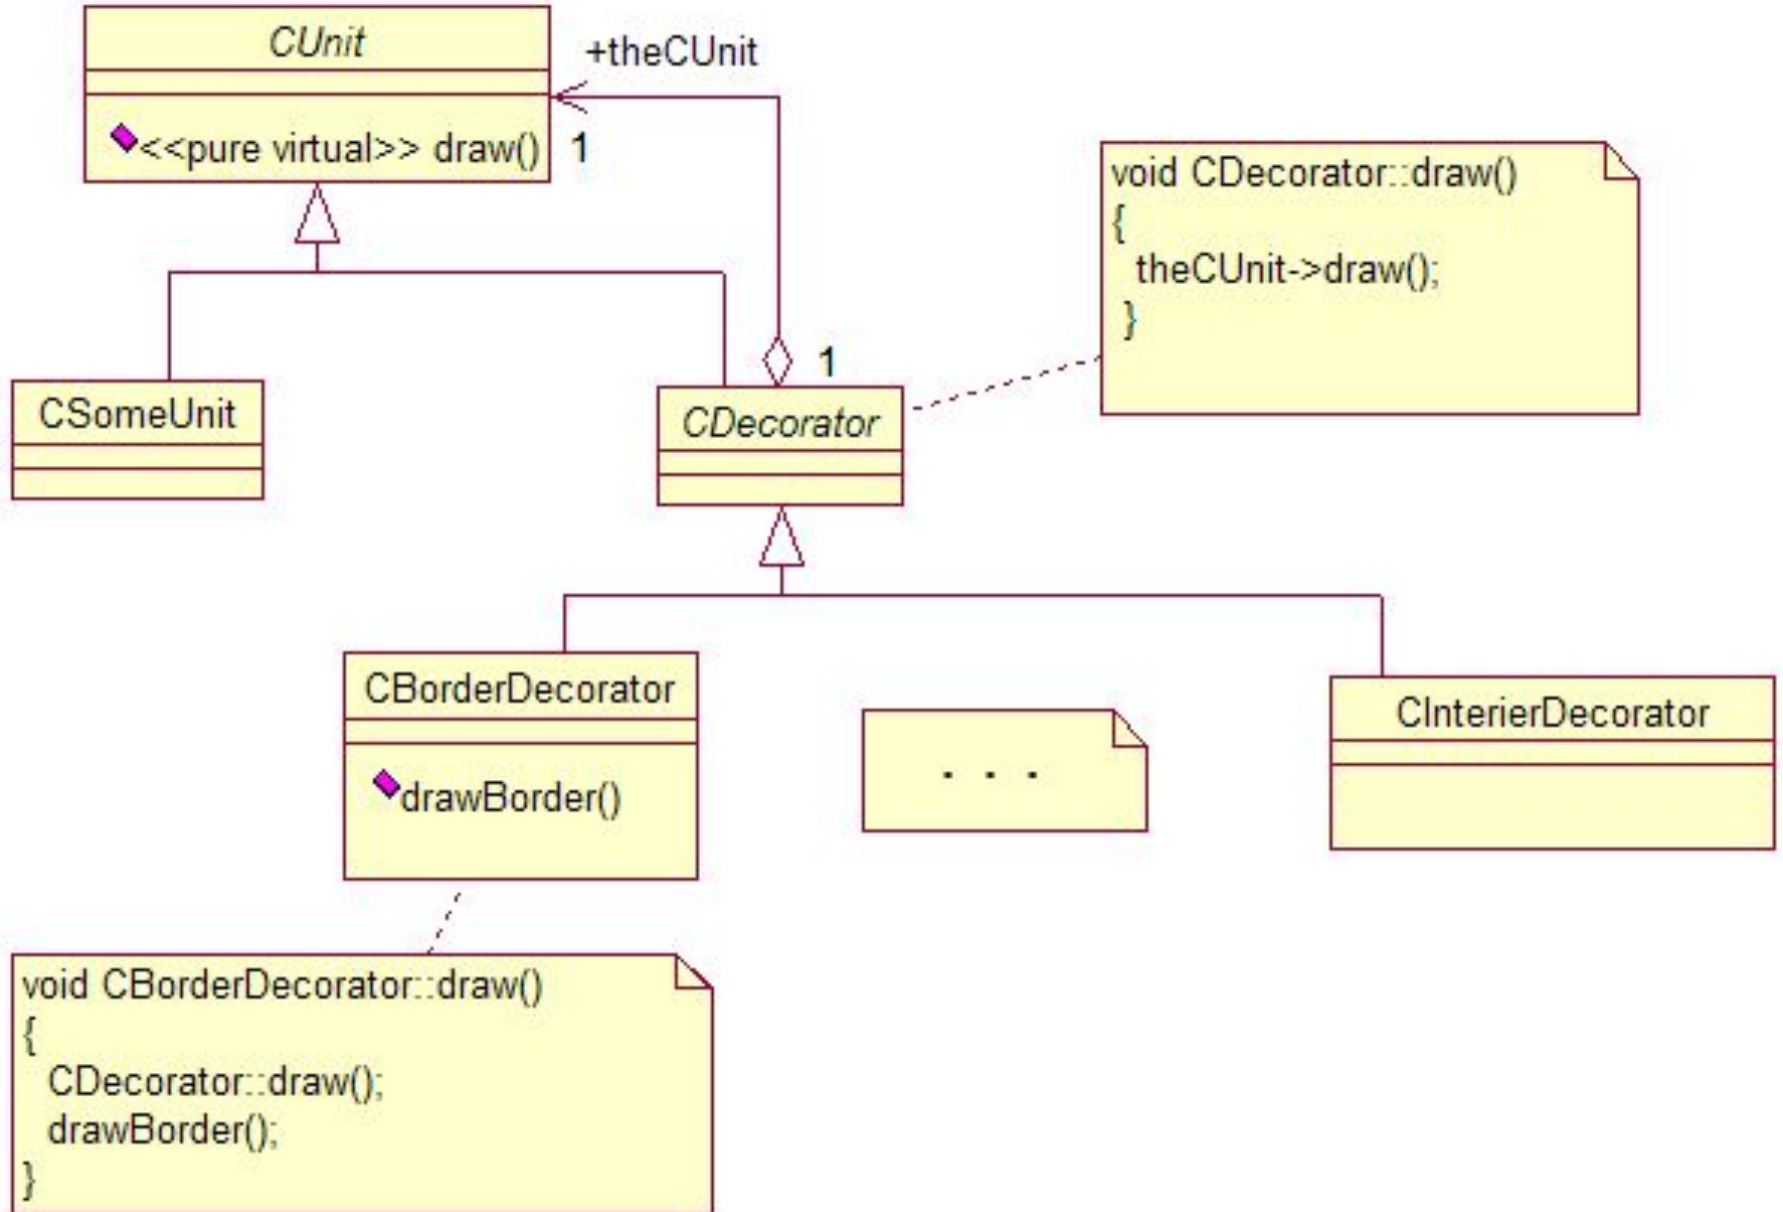 CUnit
+theCUnit
<<pure virtual>> draw()
1
void CDecorator::draw()
{
theCUnit->draw();
}
1
CSomeUnit
CDecorator
CBorderDecorator
drawBorder()
. . .
CInterierDecorator
void CBorderDecorator::draw()
{
CDecorator::draw();
drawBorder();
}